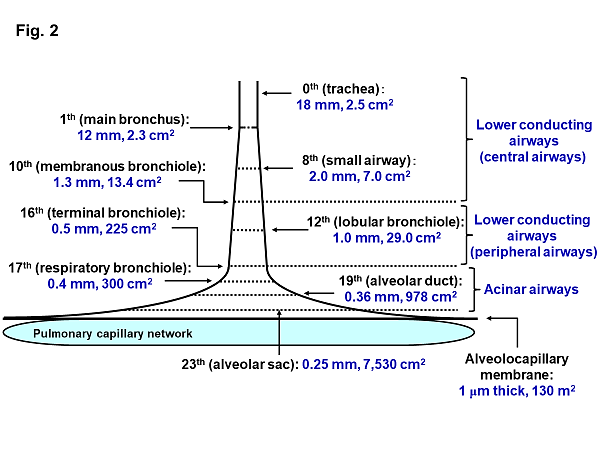 Fig. 2
0th (trachea):
18 mm, 2.5 cm2
1th (main bronchus):
12 mm, 2.3 cm2
Lower conducting
airways
(central airways)
10th (membranous bronchiole):
1.3 mm, 13.4 cm2
8th (small airway):
2.0 mm, 7.0 cm2
16th (terminal bronchiole):
0.5 mm, 225 cm2
12th (lobular bronchiole):
1.0 mm, 29.0 cm2
Lower conducting
airways
(peripheral airways)
17th (respiratory bronchiole):
0.4 mm, 300 cm2
19th (alveolar duct):
0.36 mm, 978 cm2
Acinar airways
Pulmonary capillary network
23th (alveolar sac): 0.25 mm, 7,530 cm2
Alveolocapillary
membrane:
1 μm thick, 130 m2